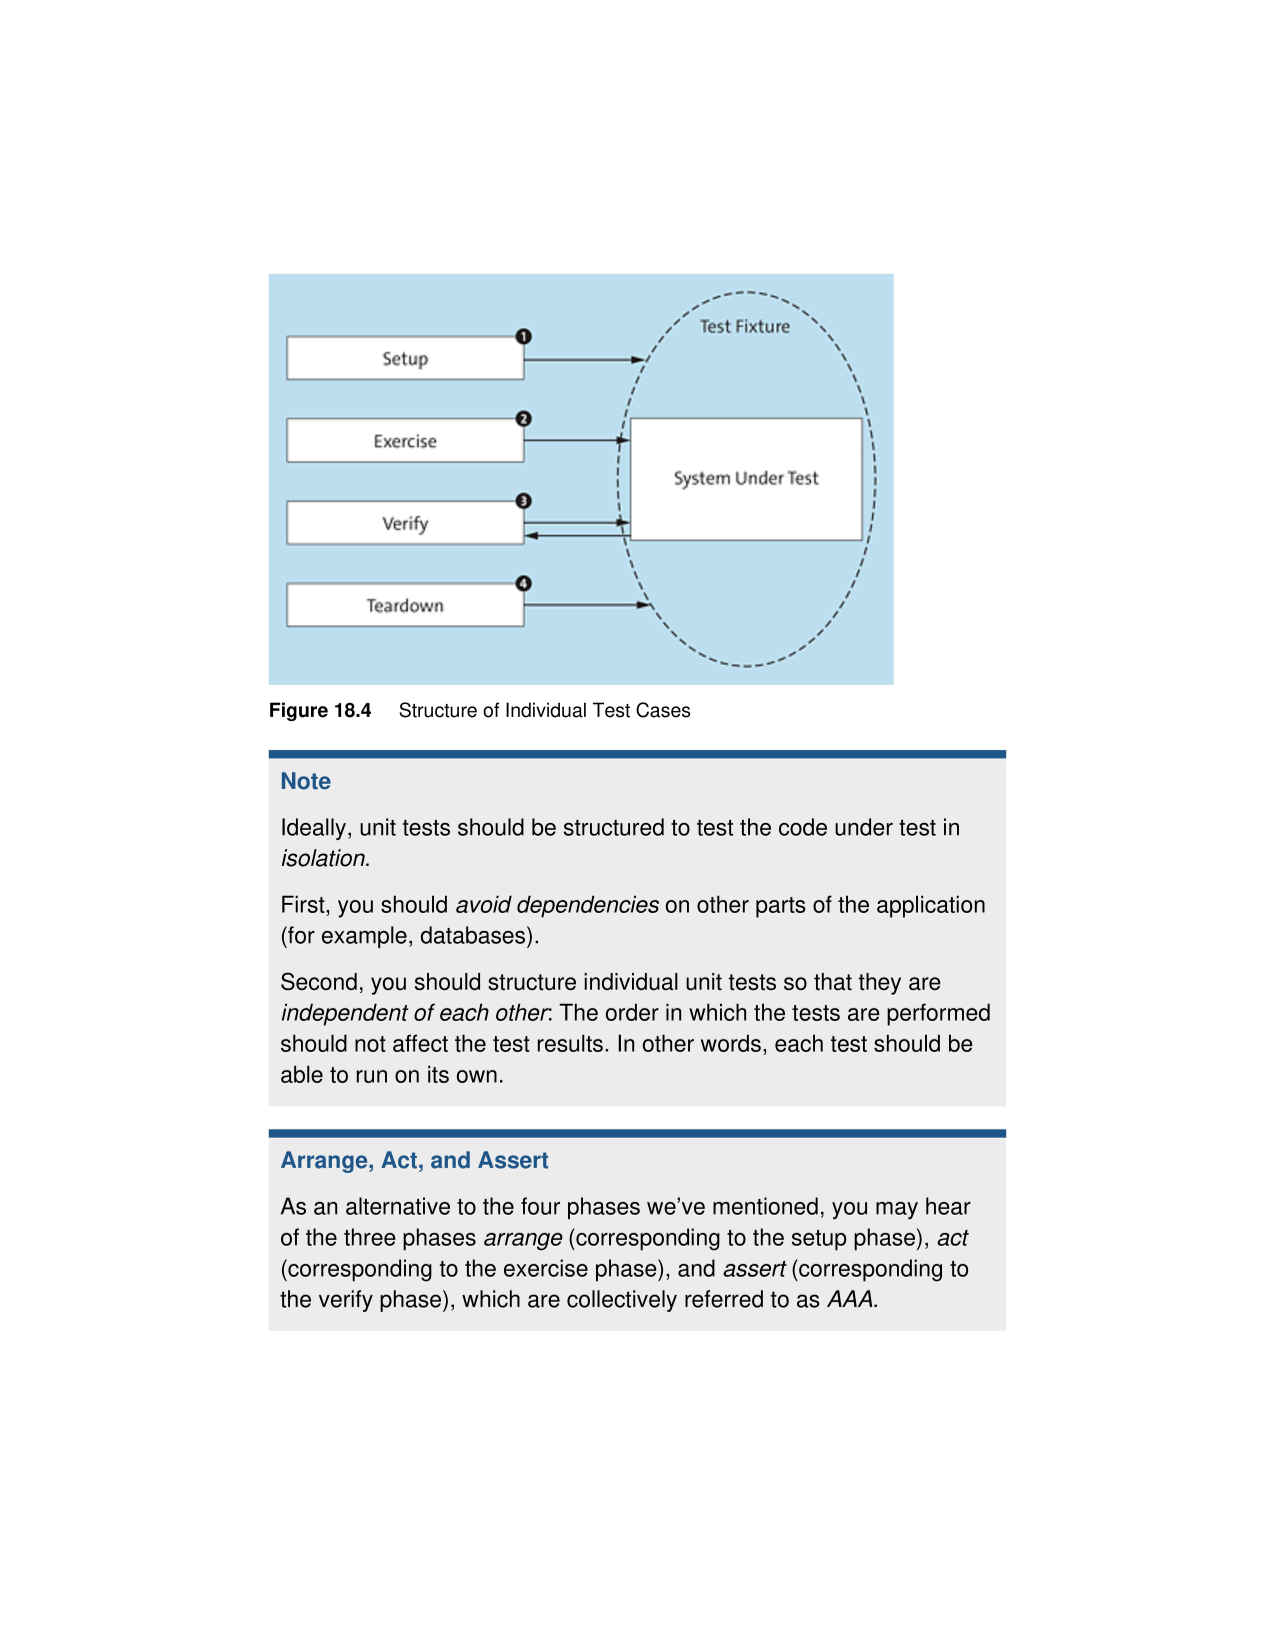 Test Fixture
1
Setup
2
Exercise
System Under Test
3
Verify
4
Teardown
Figure 18.4 Structure of Individual Test Cases
Note
Ideally, unit tests should be structured to test the code under test in
isolation.
First, you should avoid dependencies on other parts of the application
(for example, databases).
Second, you should structure individual unit tests so that they are
independent of each other: The order in which the tests are performed
should not affect the test results. In other words, each test should be
able to run on its own.
Arrange, Act, and Assert
As an alternative to the four phases we’ve mentioned, you may hear
of the three phases arrange (corresponding to the setup phase), act
(corresponding to the exercise phase), and assert (corresponding to
the verify phase), which are collectively referred to as AAA.